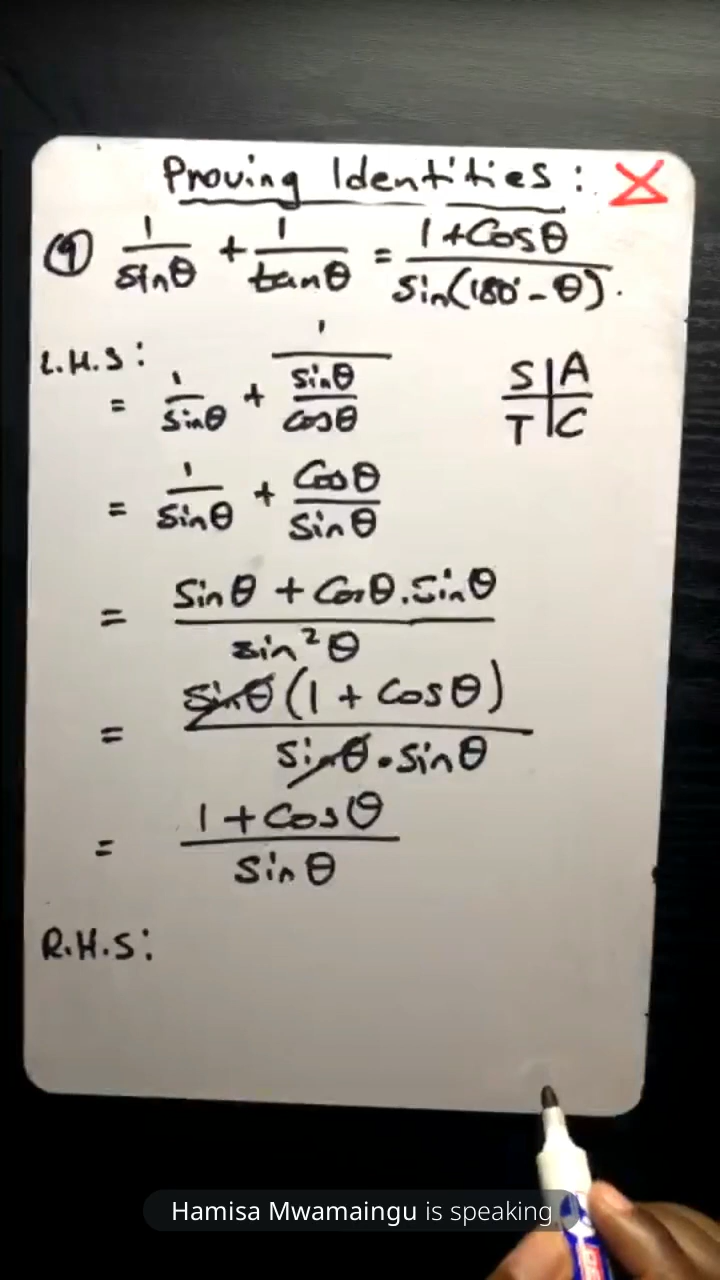 Proving Identities:
⑨ 1/sinθ + 1/tanθ = 1+Cosθ/Sin(180° - θ).
L.H.S:
= 1/sinθ + 1/(sinθ/cosθ)
S A
T C
= 1/sinθ + Cosθ/Sinθ
= Sinθ + Cosθ.Sinθ/sin²θ
= sinθ(1 + Cosθ)/sinθ.sinθ
= 1 + Cosθ/Sinθ
R.H.S:
Hamisa Mwamaingu is speaking